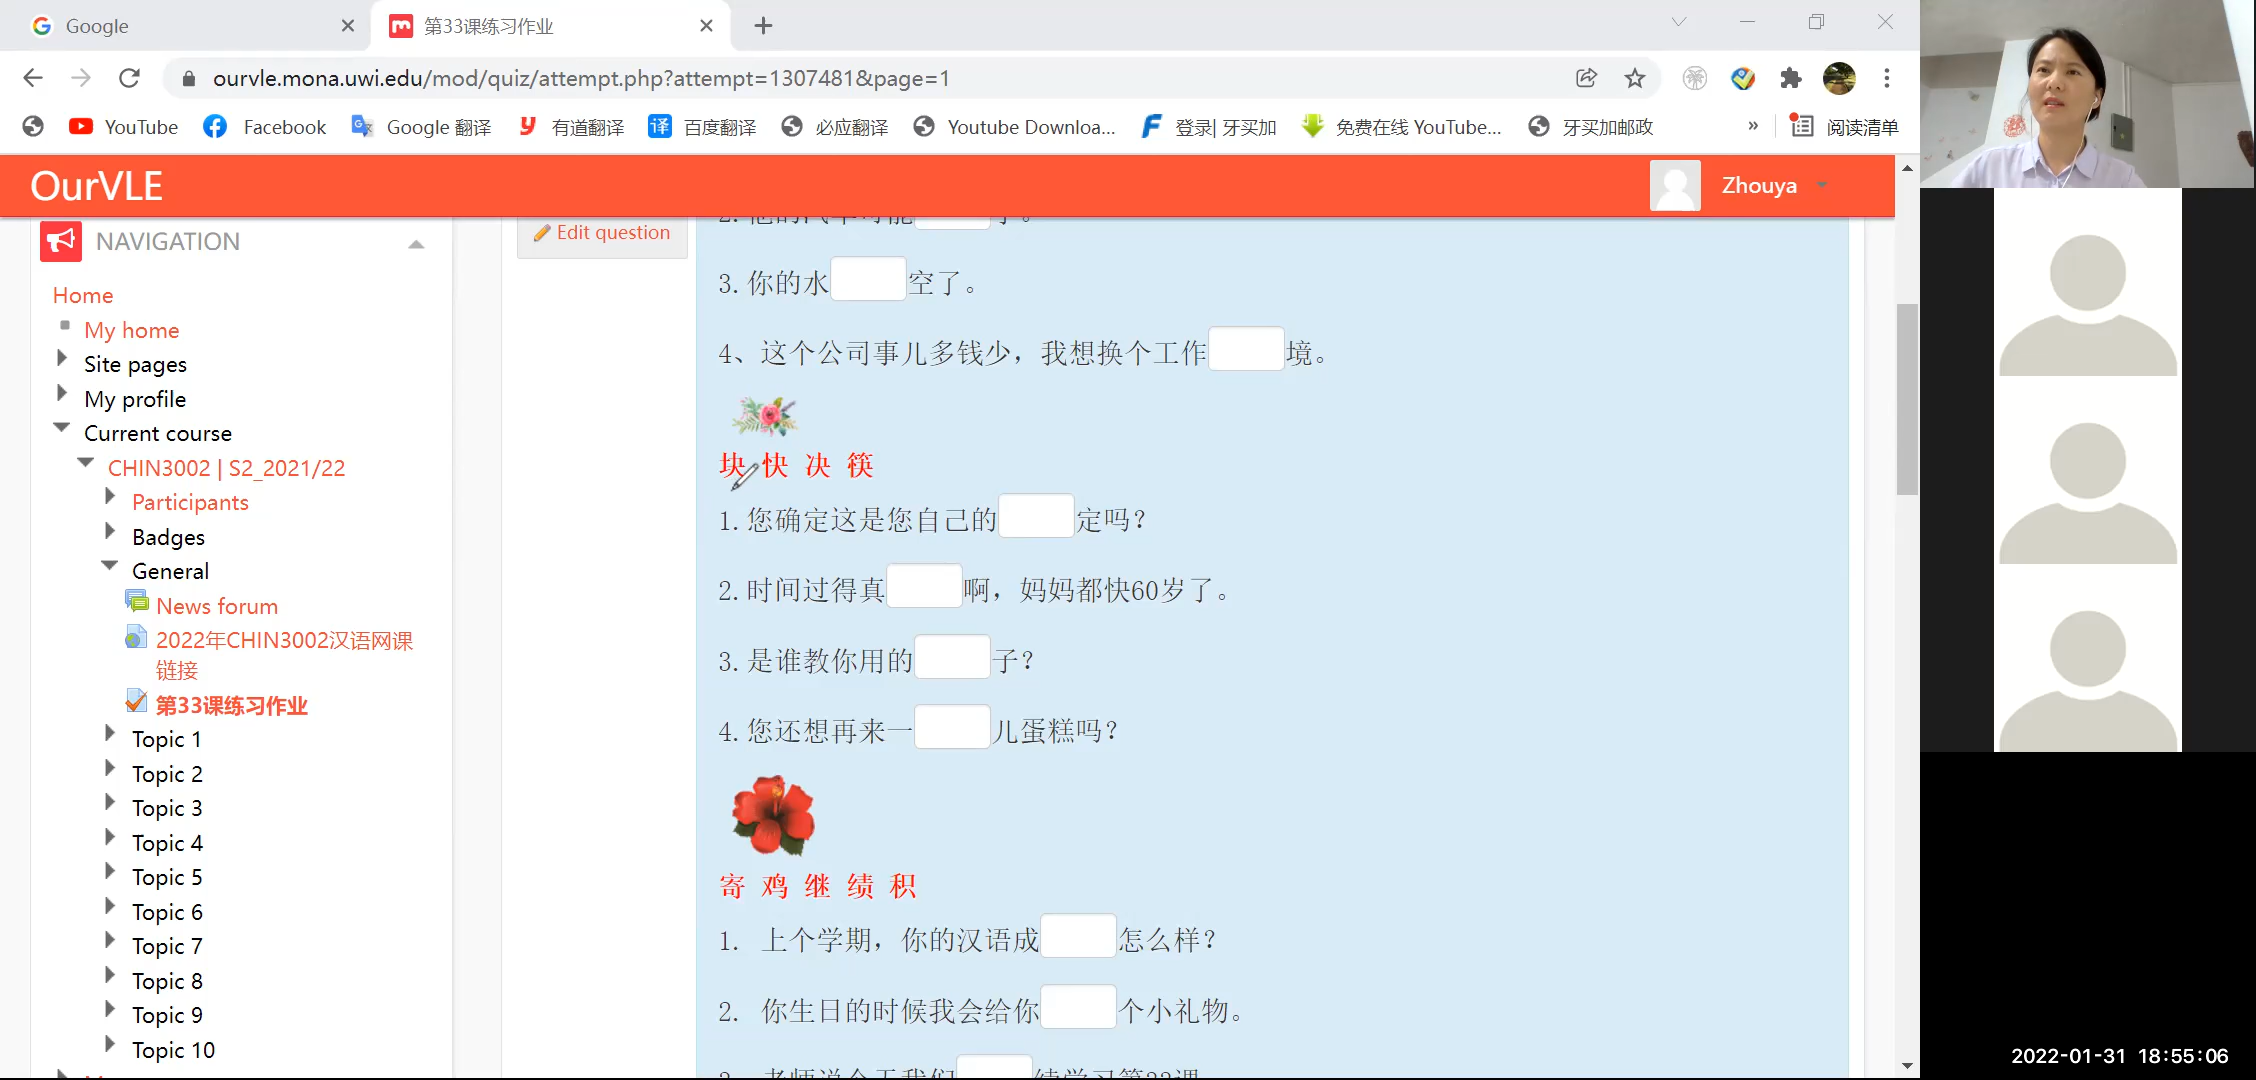 Google
第33课练习作业
ourvle.mona.uwi.edu/mod/quiz/attempt.php?attempt=1307481&page=1
YouTube
Facebook
Google 翻译
有道翻译
百度翻译
必应翻译
Youtube Downloa...
登录| 牙买加
免费在线 YouTube...
牙买加邮政
»
阅读清单
OurVLE
Zhouya
NAVIGATION
Home
My home
Site pages
My profile
Current course
CHIN3002 | S2_2021/22
Participants
Badges
General
News forum
2022年CHIN3002汉语网课
链接
第33课练习作业
Topic 1
Topic 2
Topic 3
Topic 4
Topic 5
Topic 6
Topic 7
Topic 8
Topic 9
Topic 10
Edit question
3.你的水 空了。
4、这个公司事儿多钱少，我想换个工作 境。
块 快 决 筷
1.您确定这是您自己的 定吗？
2.时间过得真 啊，妈妈都快60岁了。
3.是谁教你用的 子？
4.您还想再来一 儿蛋糕吗？
寄 鸡 继 绩 积
1. 上个学期，你的汉语成 怎么样？
2. 你生日的时候我会给你 个小礼物。
2022-01-31 18:55:06